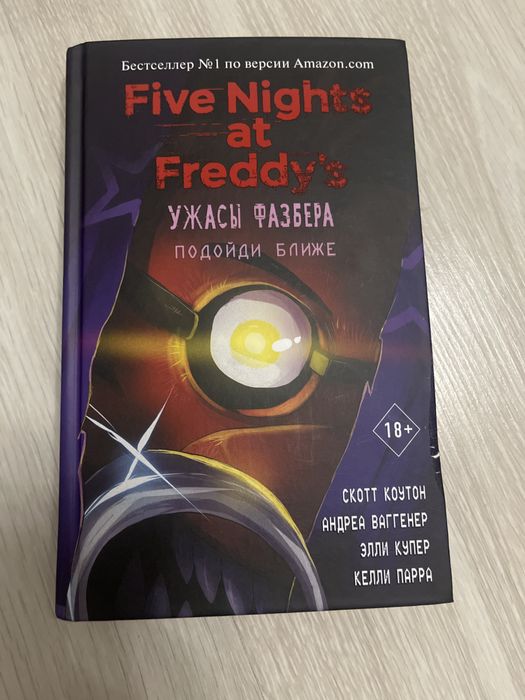 Бестселлер №1 по версии Amazon.com
Five Nights
at
Freddy's
УЖАСЫ ФАЗБЕРА
ПОДОЙДИ БЛИЖЕ
18+
СКОТТ КОУТОН
АНДРЕА ВАГГЕНЕР
ЭЛЛИ КУПЕР
КЕЛЛИ ПАРРА